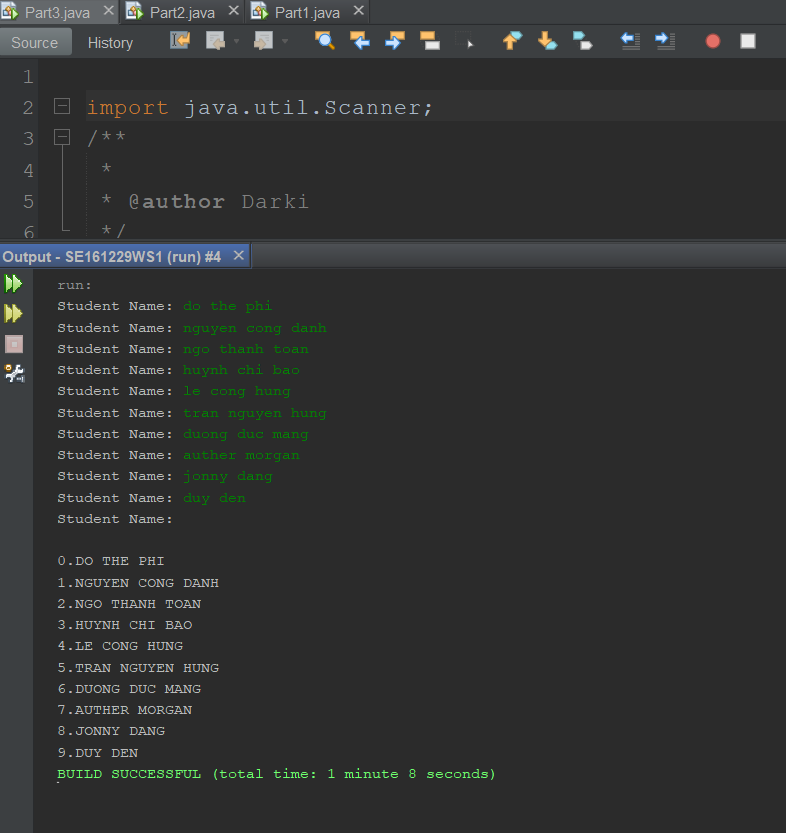 Part3.java Part2.java Part1.java
Source History
1
2 import java.util.Scanner;
3 /**
4 *
5 * @author Darki
6 */
Output - SE161229WS1 (run) #4
run:
Student Name: do the phi
Student Name: nguyen cong danh
Student Name: ngo thanh toan
Student Name: huynh chi bao
Student Name: le cong hung
Student Name: tran nguyen hung
Student Name: duong duc mang
Student Name: auther morgan
Student Name: jonny dang
Student Name: duy den
Student Name:
0.DO THE PHI
1.NGUYEN CONG DANH
2.NGO THANH TOAN
3.HUYNH CHI BAO
4.LE CONG HUNG
5.TRAN NGUYEN HUNG
6.DUONG DUC MANG
7.AUTHER MORGAN
8.JONNY DANG
9.DUY DEN
BUILD SUCCESSFUL (total time: 1 minute 8 seconds)